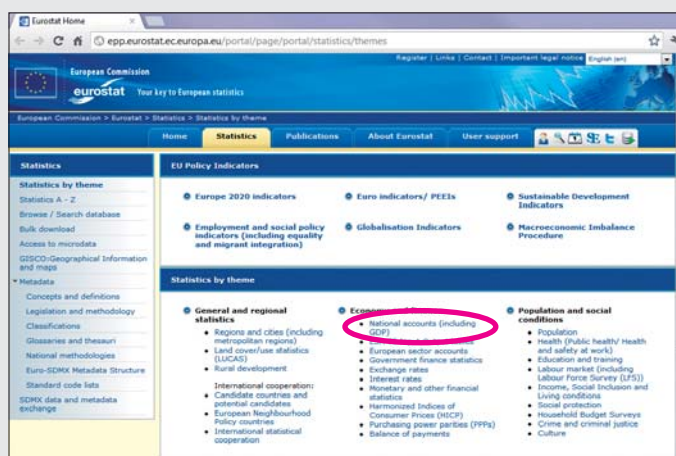 Eurostat Home
epp.eurostat.ec.europa.eu/portal/page/portal/statistics/themes
Register | Links | Contact | Important legal notice English (en)
European Commission
eurostat Your key to European statistics
European Commission > Eurostat > Statistics > Statistics by theme
Home Statistics Publications About Eurostat User support
Statistics
Statistics by theme
Statistics A - Z
Browse / Search database
Bulk download
Access to microdata
GISCO:Geographical Information
and maps
Metadata
Concepts and definitions
Legislation and methodology
Classifications
Glossaries and thesauri
National methodologies
Euro-SDMX Metadata Structure
Standard code lists
SDMX data and metadata
exchange
EU Policy Indicators
Europe 2020 indicators
Euro indicators/ PEEIs
Sustainable Development
Indicators
Employment and social policy
indicators (including equality
and migrant integration)
Globalisation Indicators
Macroeconomic Imbalance
Procedure
Statistics by theme
General and regional
statistics
Regions and cities (including
metropolitan regions)
Land cover/use statistics
(LUCAS)
Rural development
International cooperation:
Candidate countries and
potential candidates
European Neighbourhood
Policy countries
International statistical
cooperation
National accounts (including
GDP)
European sector accounts
Government finance statistics
Exchange rates
Interest rates
Monetary and other financial
statistics
Harmonized Indices of
Consumer Prices (HICP)
Purchasing power parities (PPPs)
Balance of payments
Population and social
conditions
Population
Health (Public health/ Health
and safety at work)
Education and training
Labour market (including
Labour Force Survey (LFS))
Income, Social Inclusion and
Living conditions
Social protection
Household Budget Surveys
Crime and criminal justice
Culture